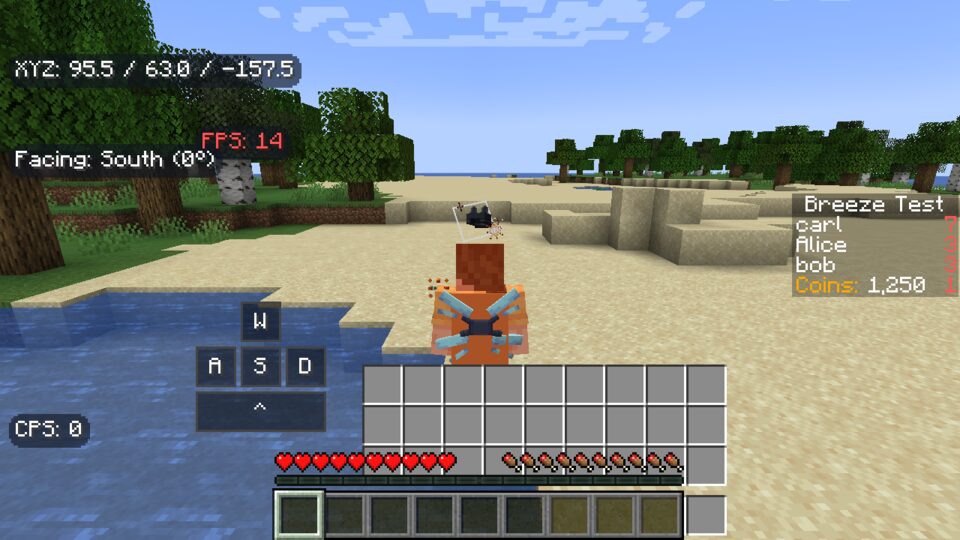 XYZ: 95.5 / 63.0 / -157.5
FPS: 14
Facing: South (0°)
Breeze Test
carl
Alice
bob
Coins: 1,250
W
A S D
^
CPS: 0